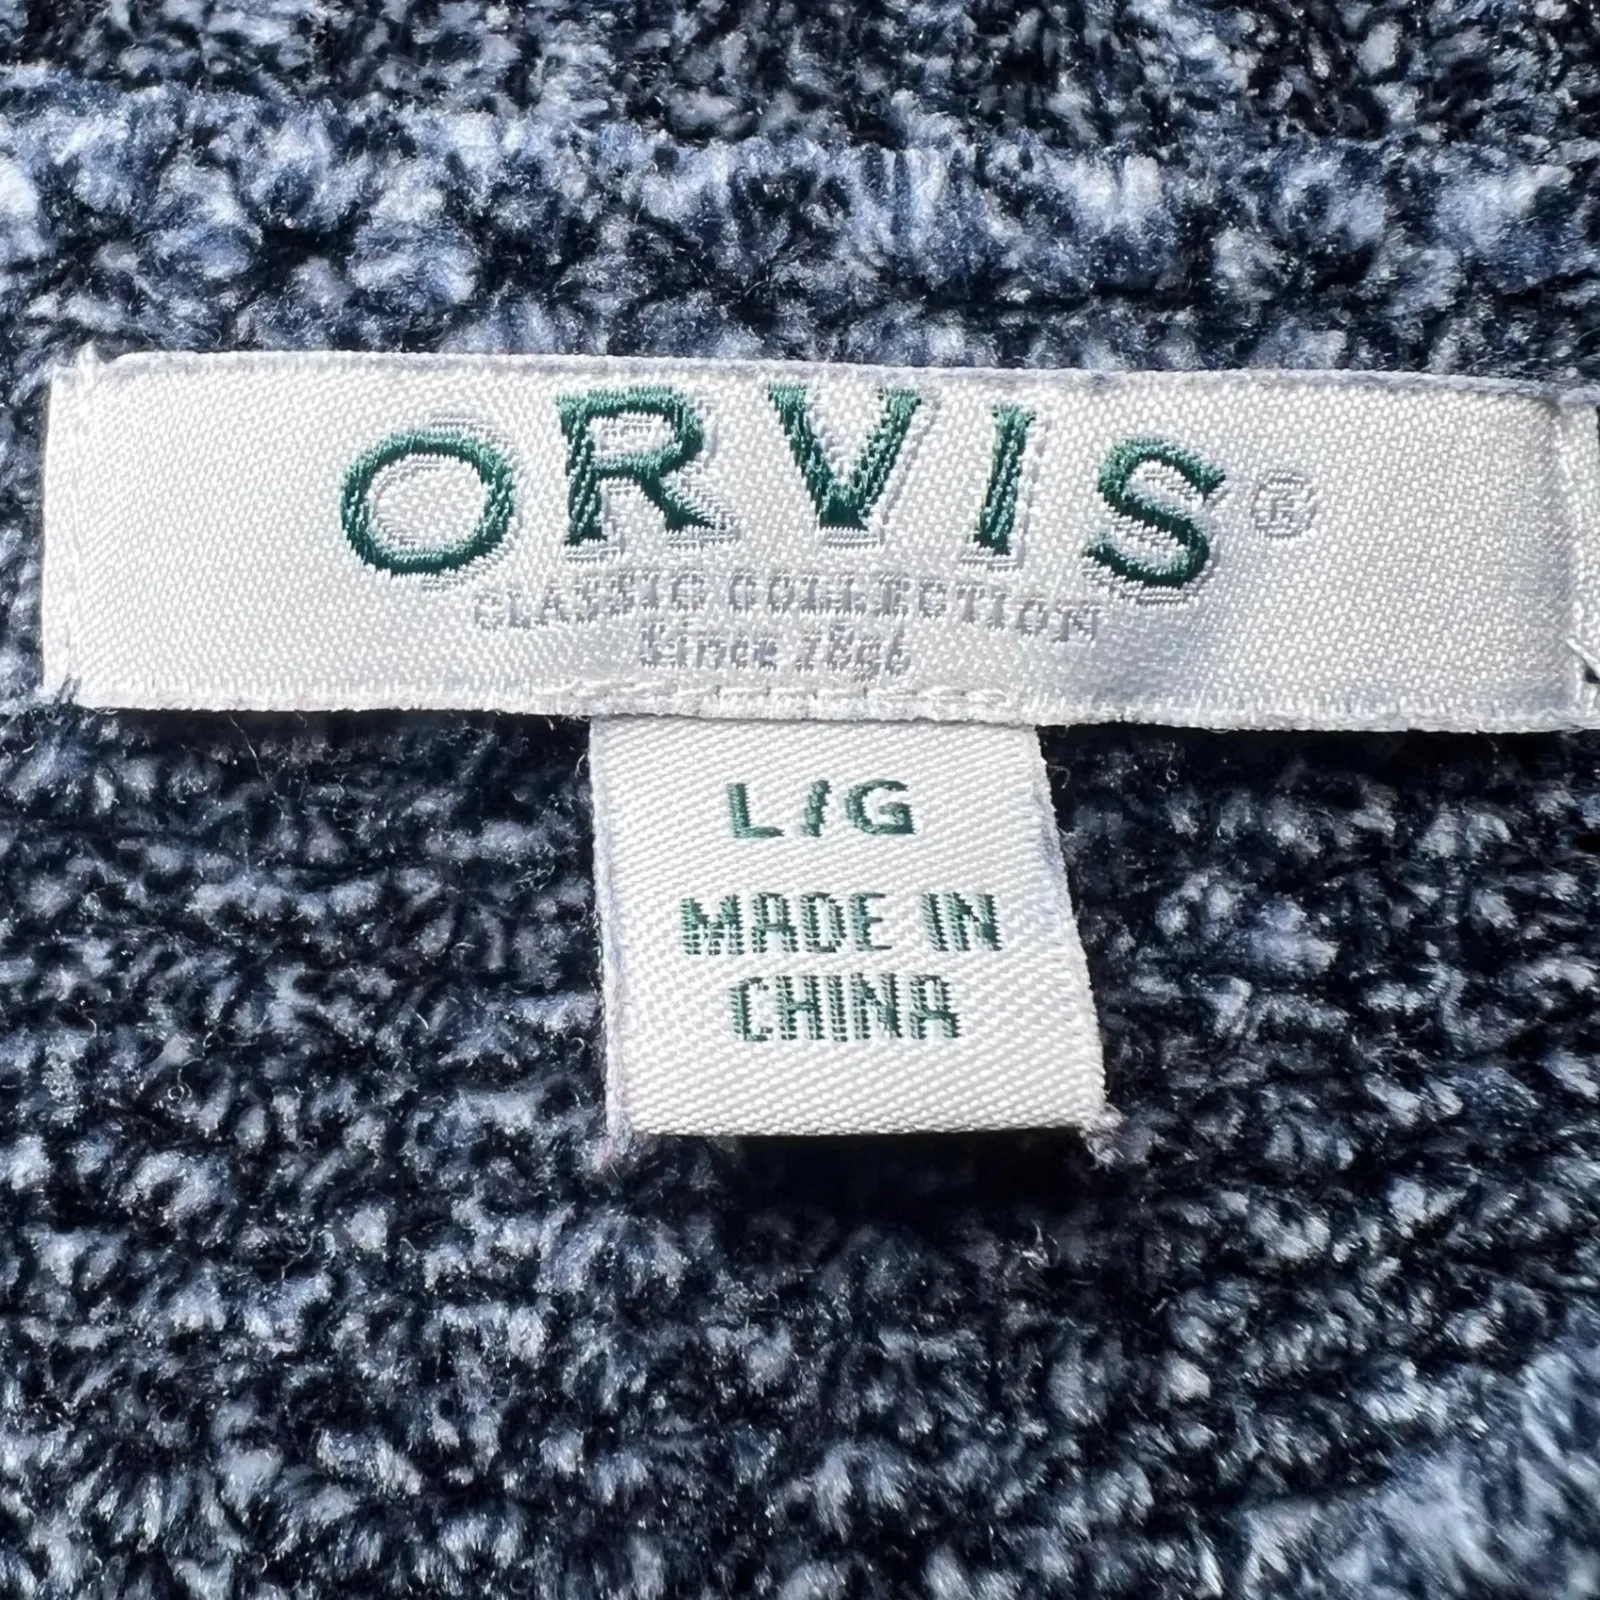 ORVIS®
CLASSIC COLLECTION
Since 1856
L/G
MADE IN
CHINA